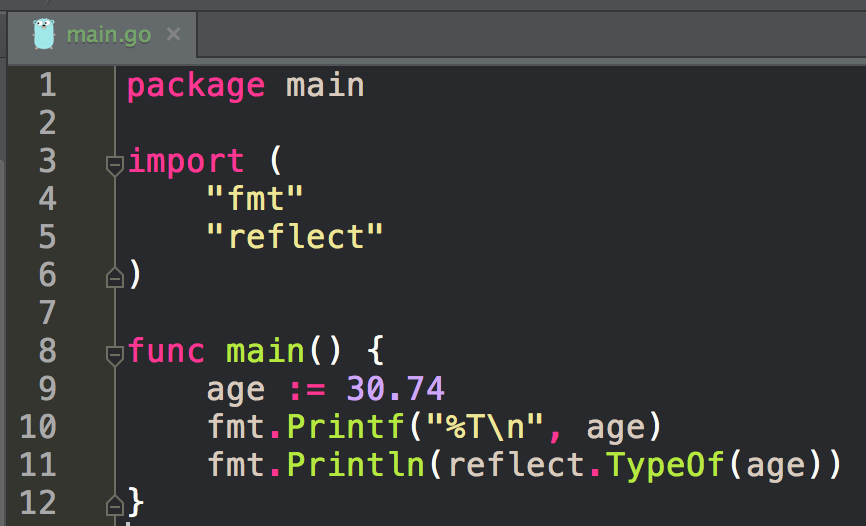 main.go ×
1 package main
2
3 import (
4     "fmt"
5     "reflect"
6 )
7
8 func main() {
9     age := 30.74
10     fmt.Printf("%T\n", age)
11     fmt.Println(reflect.TypeOf(age))
12 }